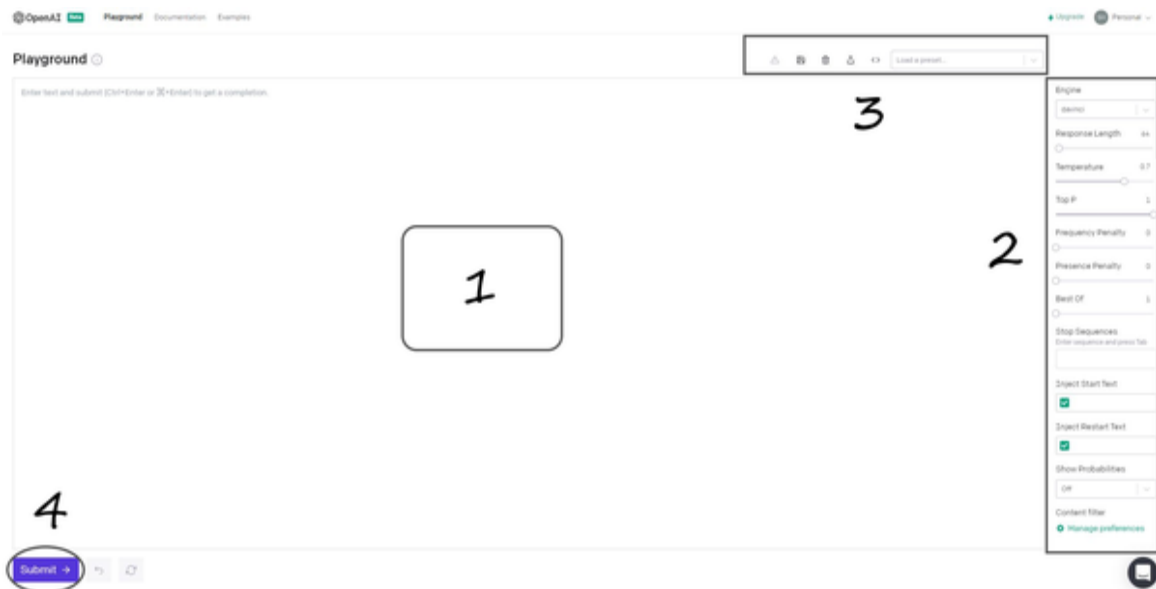 OpenAI Beta Playground Documentation Examples Upgrade Personal
Playground
Load a preset...
Enter text and submit (Ctrl+Enter or ⌘+Enter) to get a completion.
3
Engine
davinci
Response Length 64
Temperature 0.7
Top P 1
1
2
Frequency Penalty 0
Presence Penalty 0
Best Of 1
Stop Sequences
Enter sequence and press Tab
Inject Start Text
Inject Restart Text
Show Probabilities
Off
4
Content filter
Manage preferences
Submit